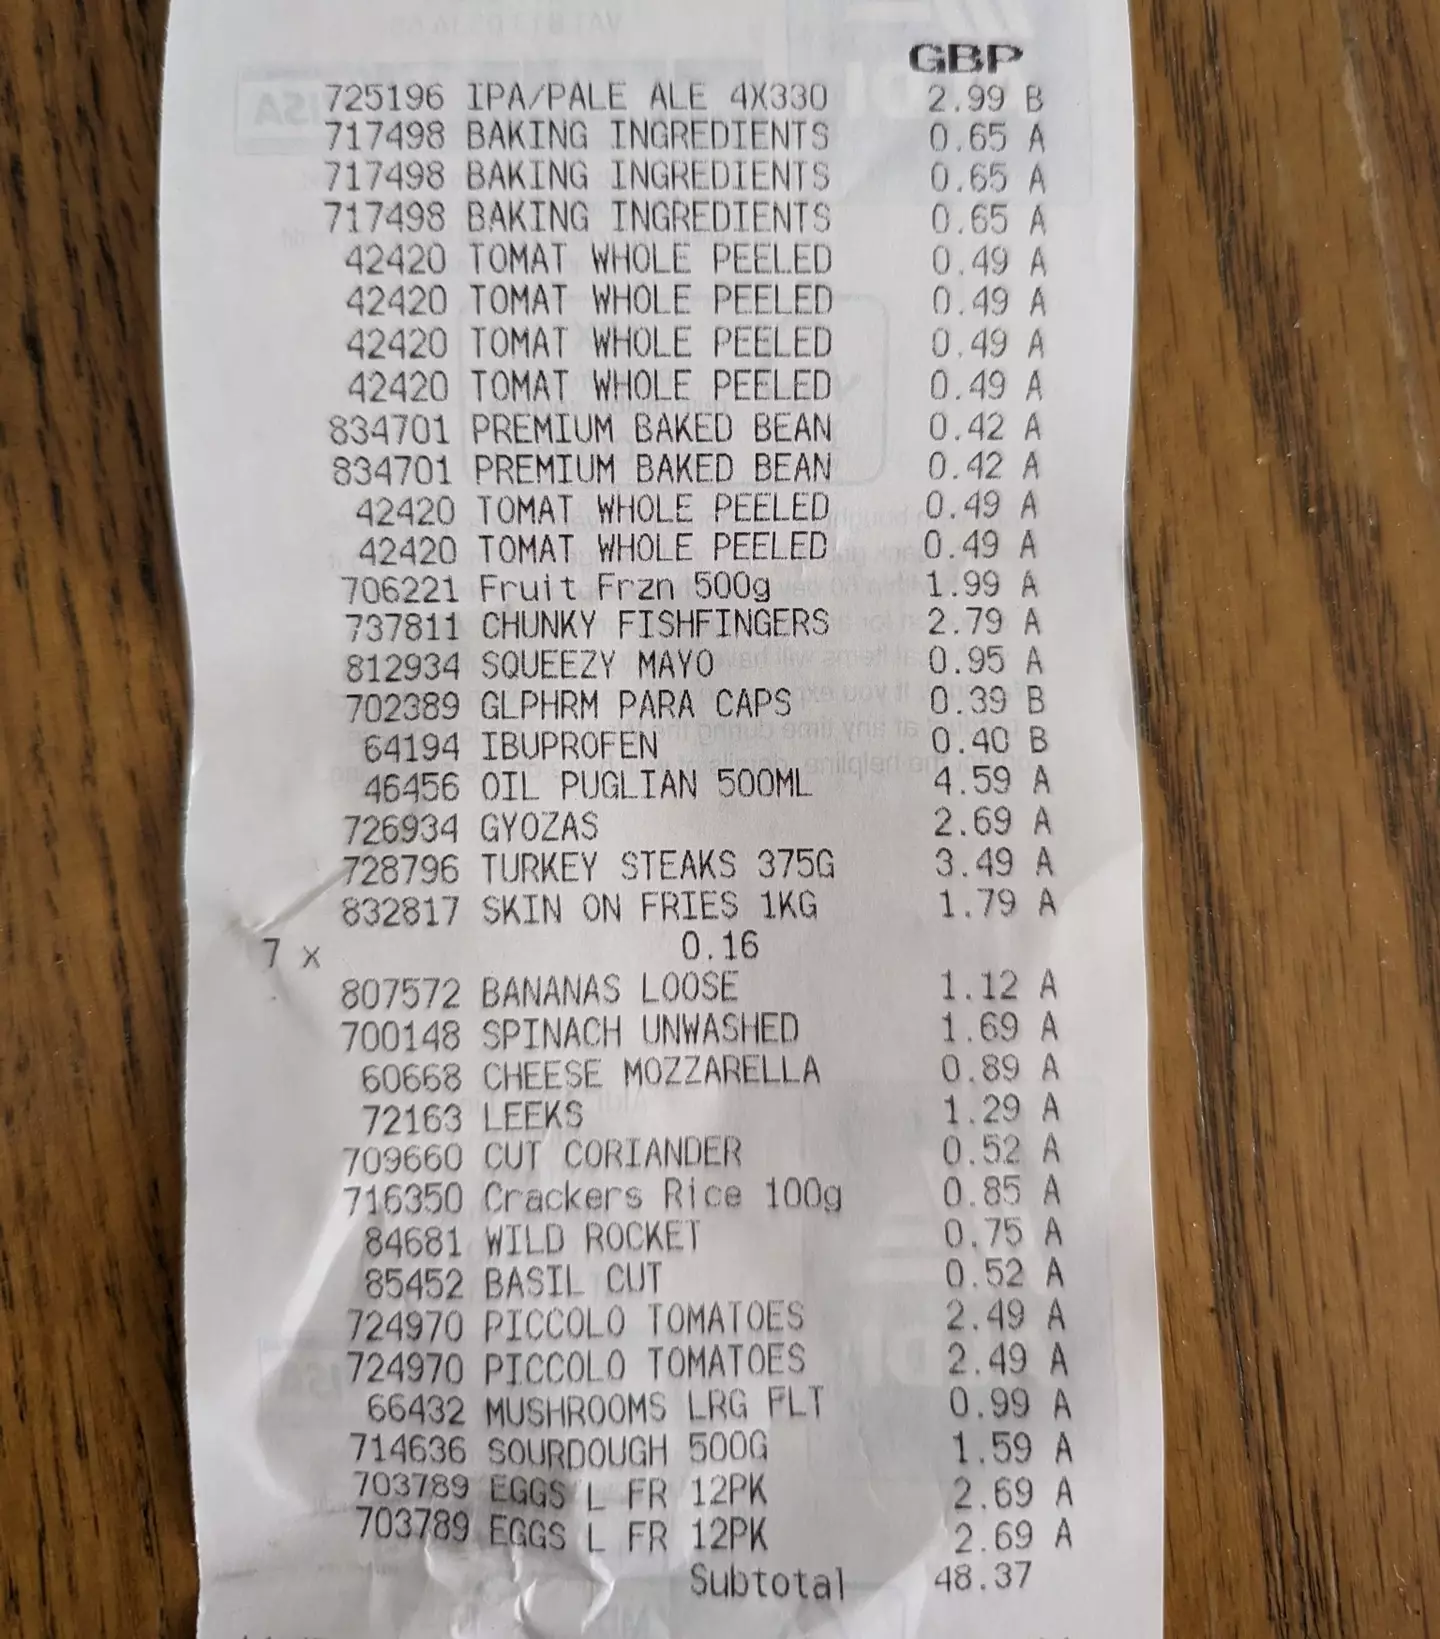 GBP
725196 IPA/PALE ALE 4X330 2.99 B
717498 BAKING INGREDIENTS 0.65 A
717498 BAKING INGREDIENTS 0.65 A
717498 BAKING INGREDIENTS 0.65 A
42420 TOMAT WHOLE PEELED 0.49 A
42420 TOMAT WHOLE PEELED 0.49 A
42420 TOMAT WHOLE PEELED 0.49 A
42420 TOMAT WHOLE PEELED 0.49 A
834701 PREMIUM BAKED BEAN 0.42 A
834701 PREMIUM BAKED BEAN 0.42 A
42420 TOMAT WHOLE PEELED 0.49 A
42420 TOMAT WHOLE PEELED 0.49 A
706221 Fruit Frzn 500g 1.99 A
737811 CHUNKY FISHFINGERS 2.79 A
812934 SQUEEZY MAYO 0.95 A
702389 GLPHRM PARA CAPS 0.39 B
64194 IBUPROFEN 0.40 B
46456 OIL PUGLIAN 500ML 4.59 A
726934 GYOZAS 2.69 A
728796 TURKEY STEAKS 375G 3.49 A
832817 SKIN ON FRIES 1KG 1.79 A
7 x 0.16
807572 BANANAS LOOSE 1.12 A
700148 SPINACH UNWASHED 1.69 A
60668 CHEESE MOZZARELLA 0.89 A
72163 LEEKS 1.29 A
709660 CUT CORIANDER 0.52 A
716350 Crackers Rice 100g 0.85 A
84681 WILD ROCKET 0.75 A
85452 BASIL CUT 0.52 A
724970 PICCOLO TOMATOES 2.49 A
724970 PICCOLO TOMATOES 2.49 A
66432 MUSHROOMS LRG FLT 0.99 A
714636 SOURDOUGH 500G 1.59 A
703789 EGGS L FR 12PK 2.69 A
703789 EGGS L FR 12PK 2.69 A
Subtotal 48.37